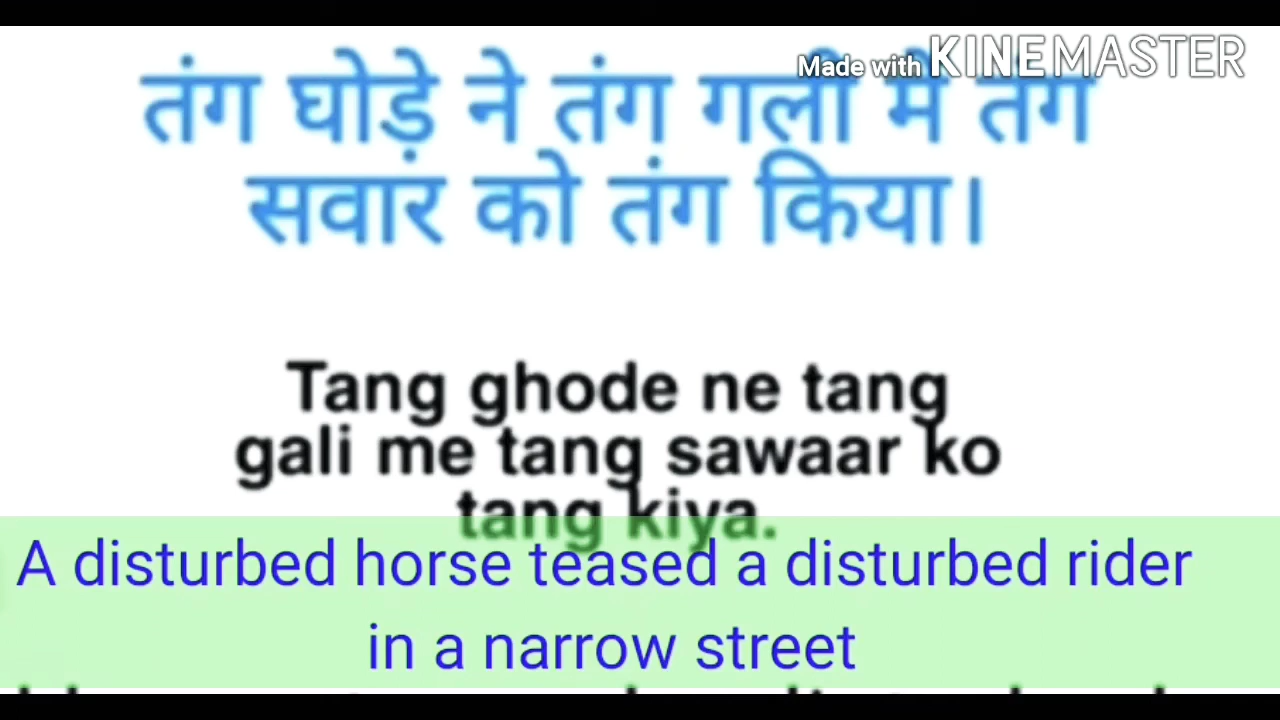 Made with KINEMASTER
तंग घोड़े ने तंग गली में तंग
सवार को तंग किया।
Tang ghode ne tang
gali me tang sawaar ko
tang kiya.
A disturbed horse teased a disturbed rider
in a narrow street